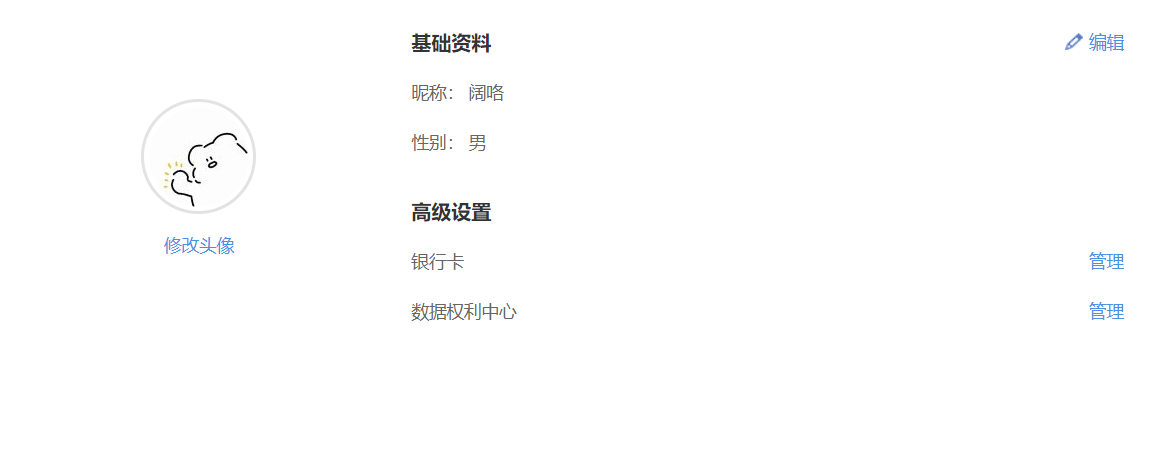 基础资料
编辑
昵称： 阔咯
性别： 男
修改头像
高级设置
银行卡
管理
数据权利中心
管理